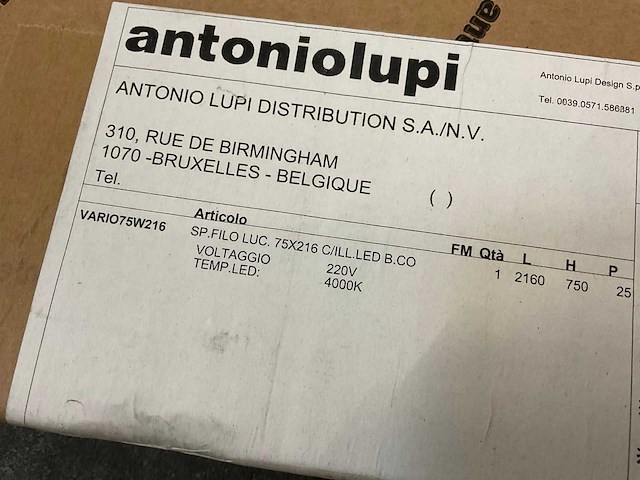 antoniolupi
Antonio Lupi Design S.p
Tel. 0039.0571.586881
ANTONIO LUPI DISTRIBUTION S.A./N.V.
310, RUE DE BIRMINGHAM
1070 -BRUXELLES - BELGIQUE
Tel. ( )
Articolo FM Qtà L H P
VARIO75W216 SP.FILO LUC. 75X216 C/ILL.LED B.CO 1 2160 750 25
VOLTAGGIO 220V
TEMP.LED: 4000K